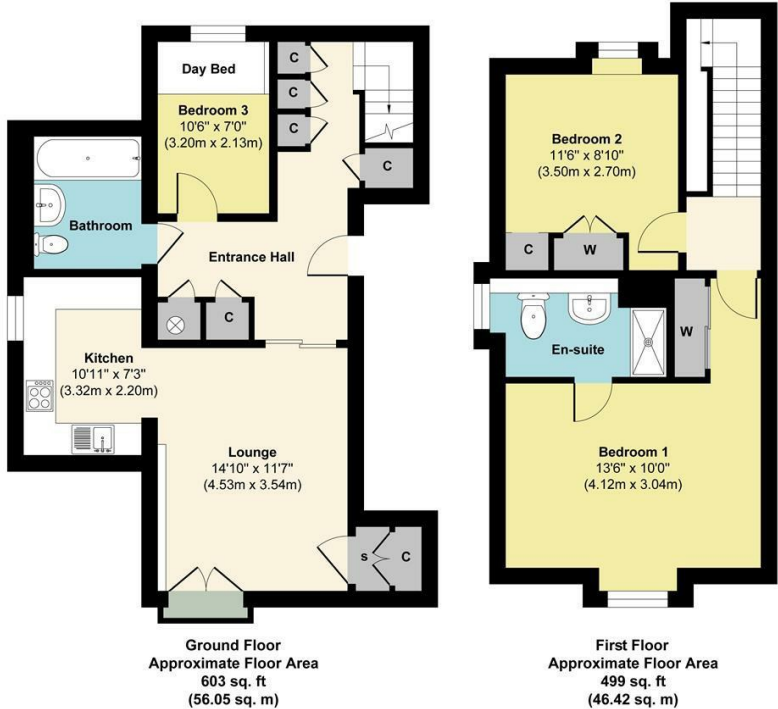 Day Bed
Bedroom 3
10'6" x 7'0"
(3.20m x 2.13m)
C
C
C
C
Bathroom
Entrance Hall
C
Kitchen
10'11" x 7'3"
(3.32m x 2.20m)
Lounge
14'10" x 11'7"
(4.53m x 3.54m)
s
C
Ground Floor
Approximate Floor Area
603 sq. ft
(56.05 sq. m)
Bedroom 2
11'6" x 8'10"
(3.50m x 2.70m)
C
W
En-suite
W
Bedroom 1
13'6" x 10'0"
(4.12m x 3.04m)
First Floor
Approximate Floor Area
499 sq. ft
(46.42 sq. m)